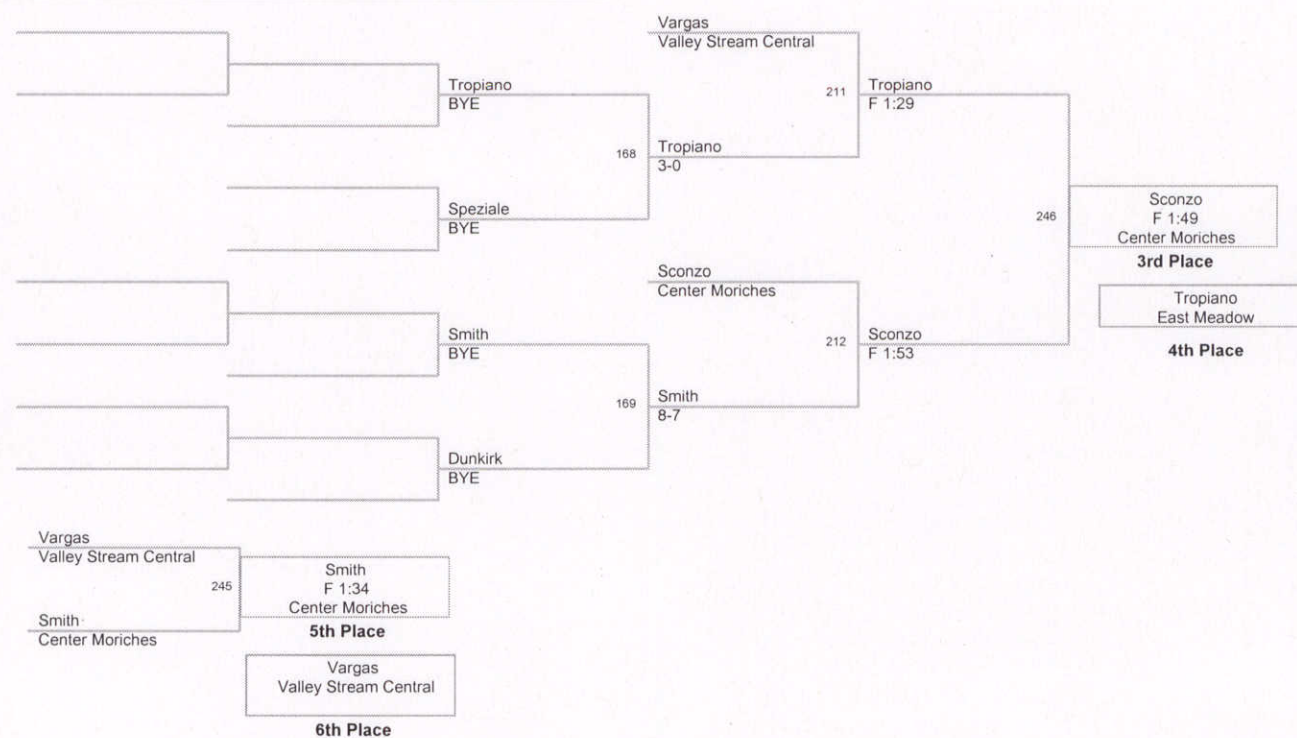 Vargas
Valley Stream Central
Tropiano
BYE
211
Tropiano
F 1:29
168
Tropiano
3-0
Speziale
BYE
246
Sconzo
F 1:49
Center Moriches
3rd Place
Sconzo
Center Moriches
Tropiano
East Meadow
4th Place
Smith
BYE
212
Sconzo
F 1:53
169
Smith
8-7
Dunkirk
BYE
Vargas
Valley Stream Central
245
Smith
F 1:34
Center Moriches
5th Place
Smith
Center Moriches
Vargas
Valley Stream Central
6th Place